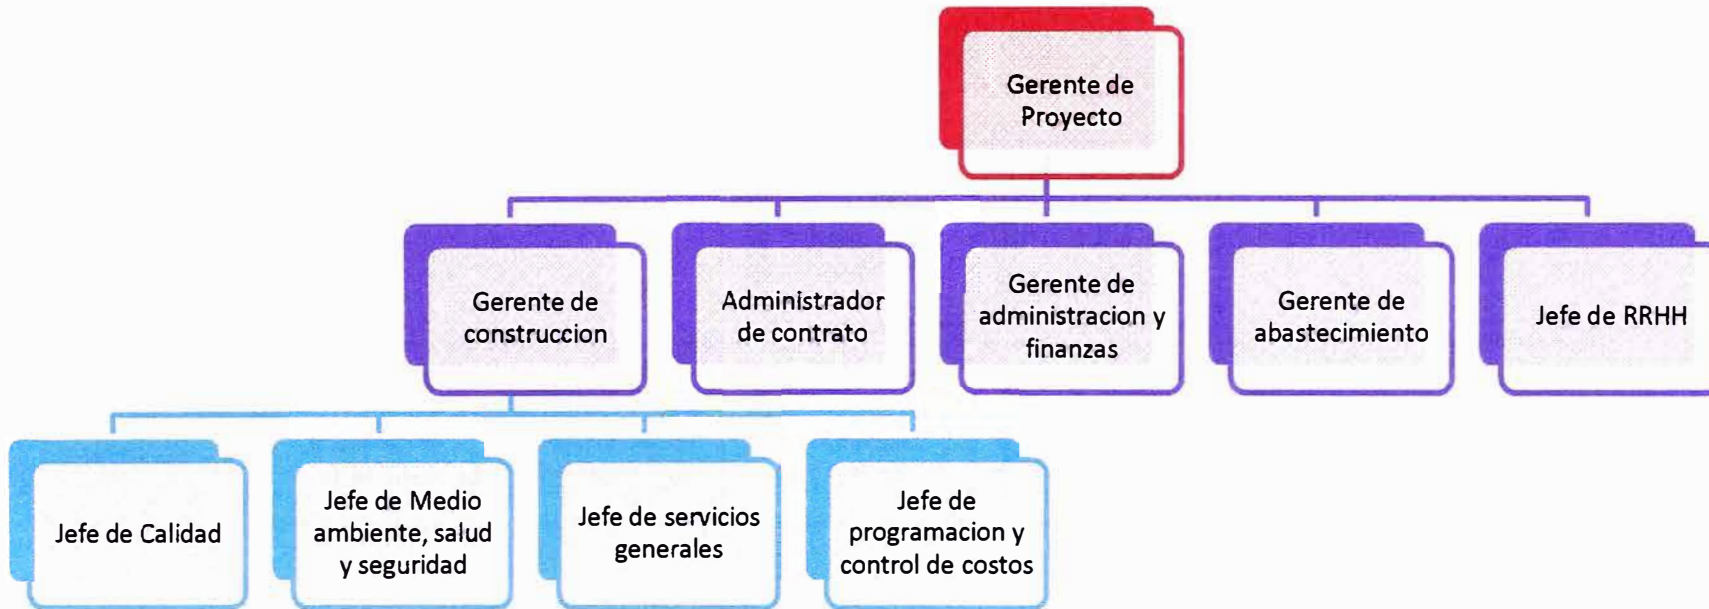 Gerente de
Proyecto
Gerente de
construccion
Administrador
de contrato
Gerente de
administracion y
finanzas
Gerente de
abastecimiento
Jefe de RRHH
Jefe de Calidad
Jefe de Medio
ambiente, salud
y seguridad
Jefe de servicios
generales
Jefe de
programacion y
control de costos